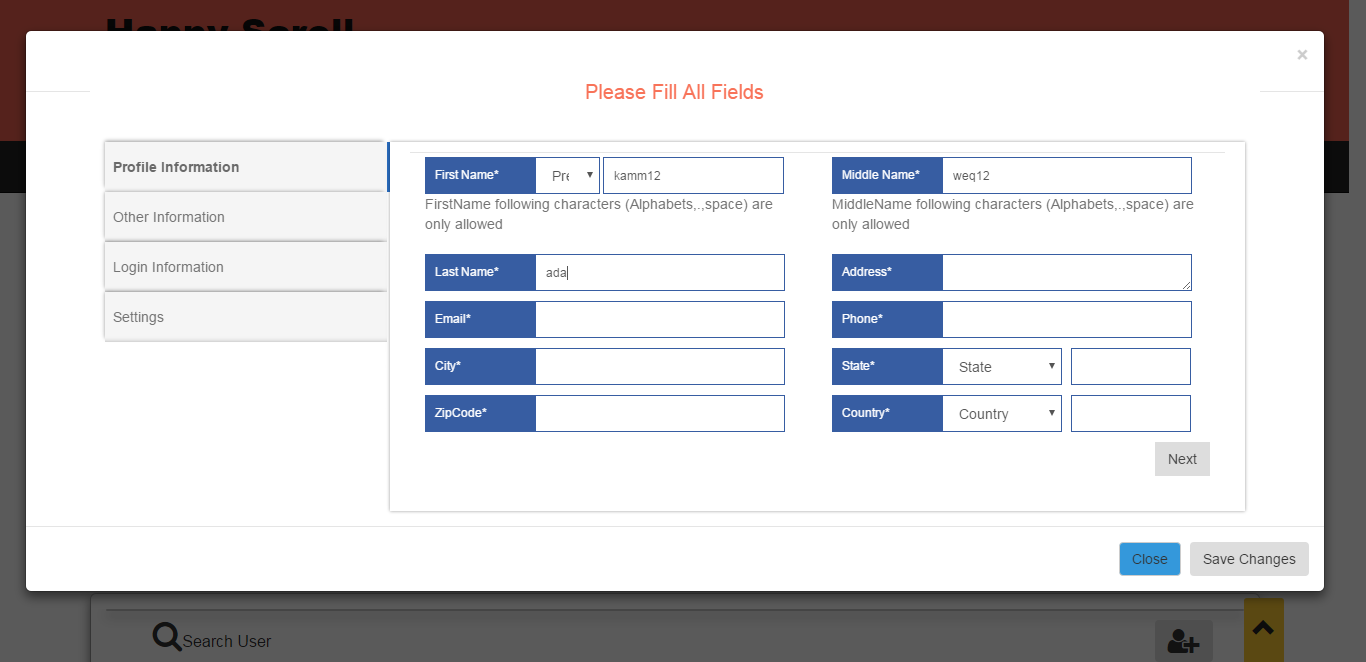 ×
Please Fill All Fields
Profile Information
Other Information
Login Information
Settings
First Name* Pre kamm12
FirstName following characters (Alphabets,.,space) are
only allowed
Middle Name* weq12
MiddleName following characters (Alphabets,.,space) are
only allowed
Last Name* ada
Address*
Email*
Phone*
City*
State* State
ZipCode*
Country* Country
Next
Close Save Changes
Search User